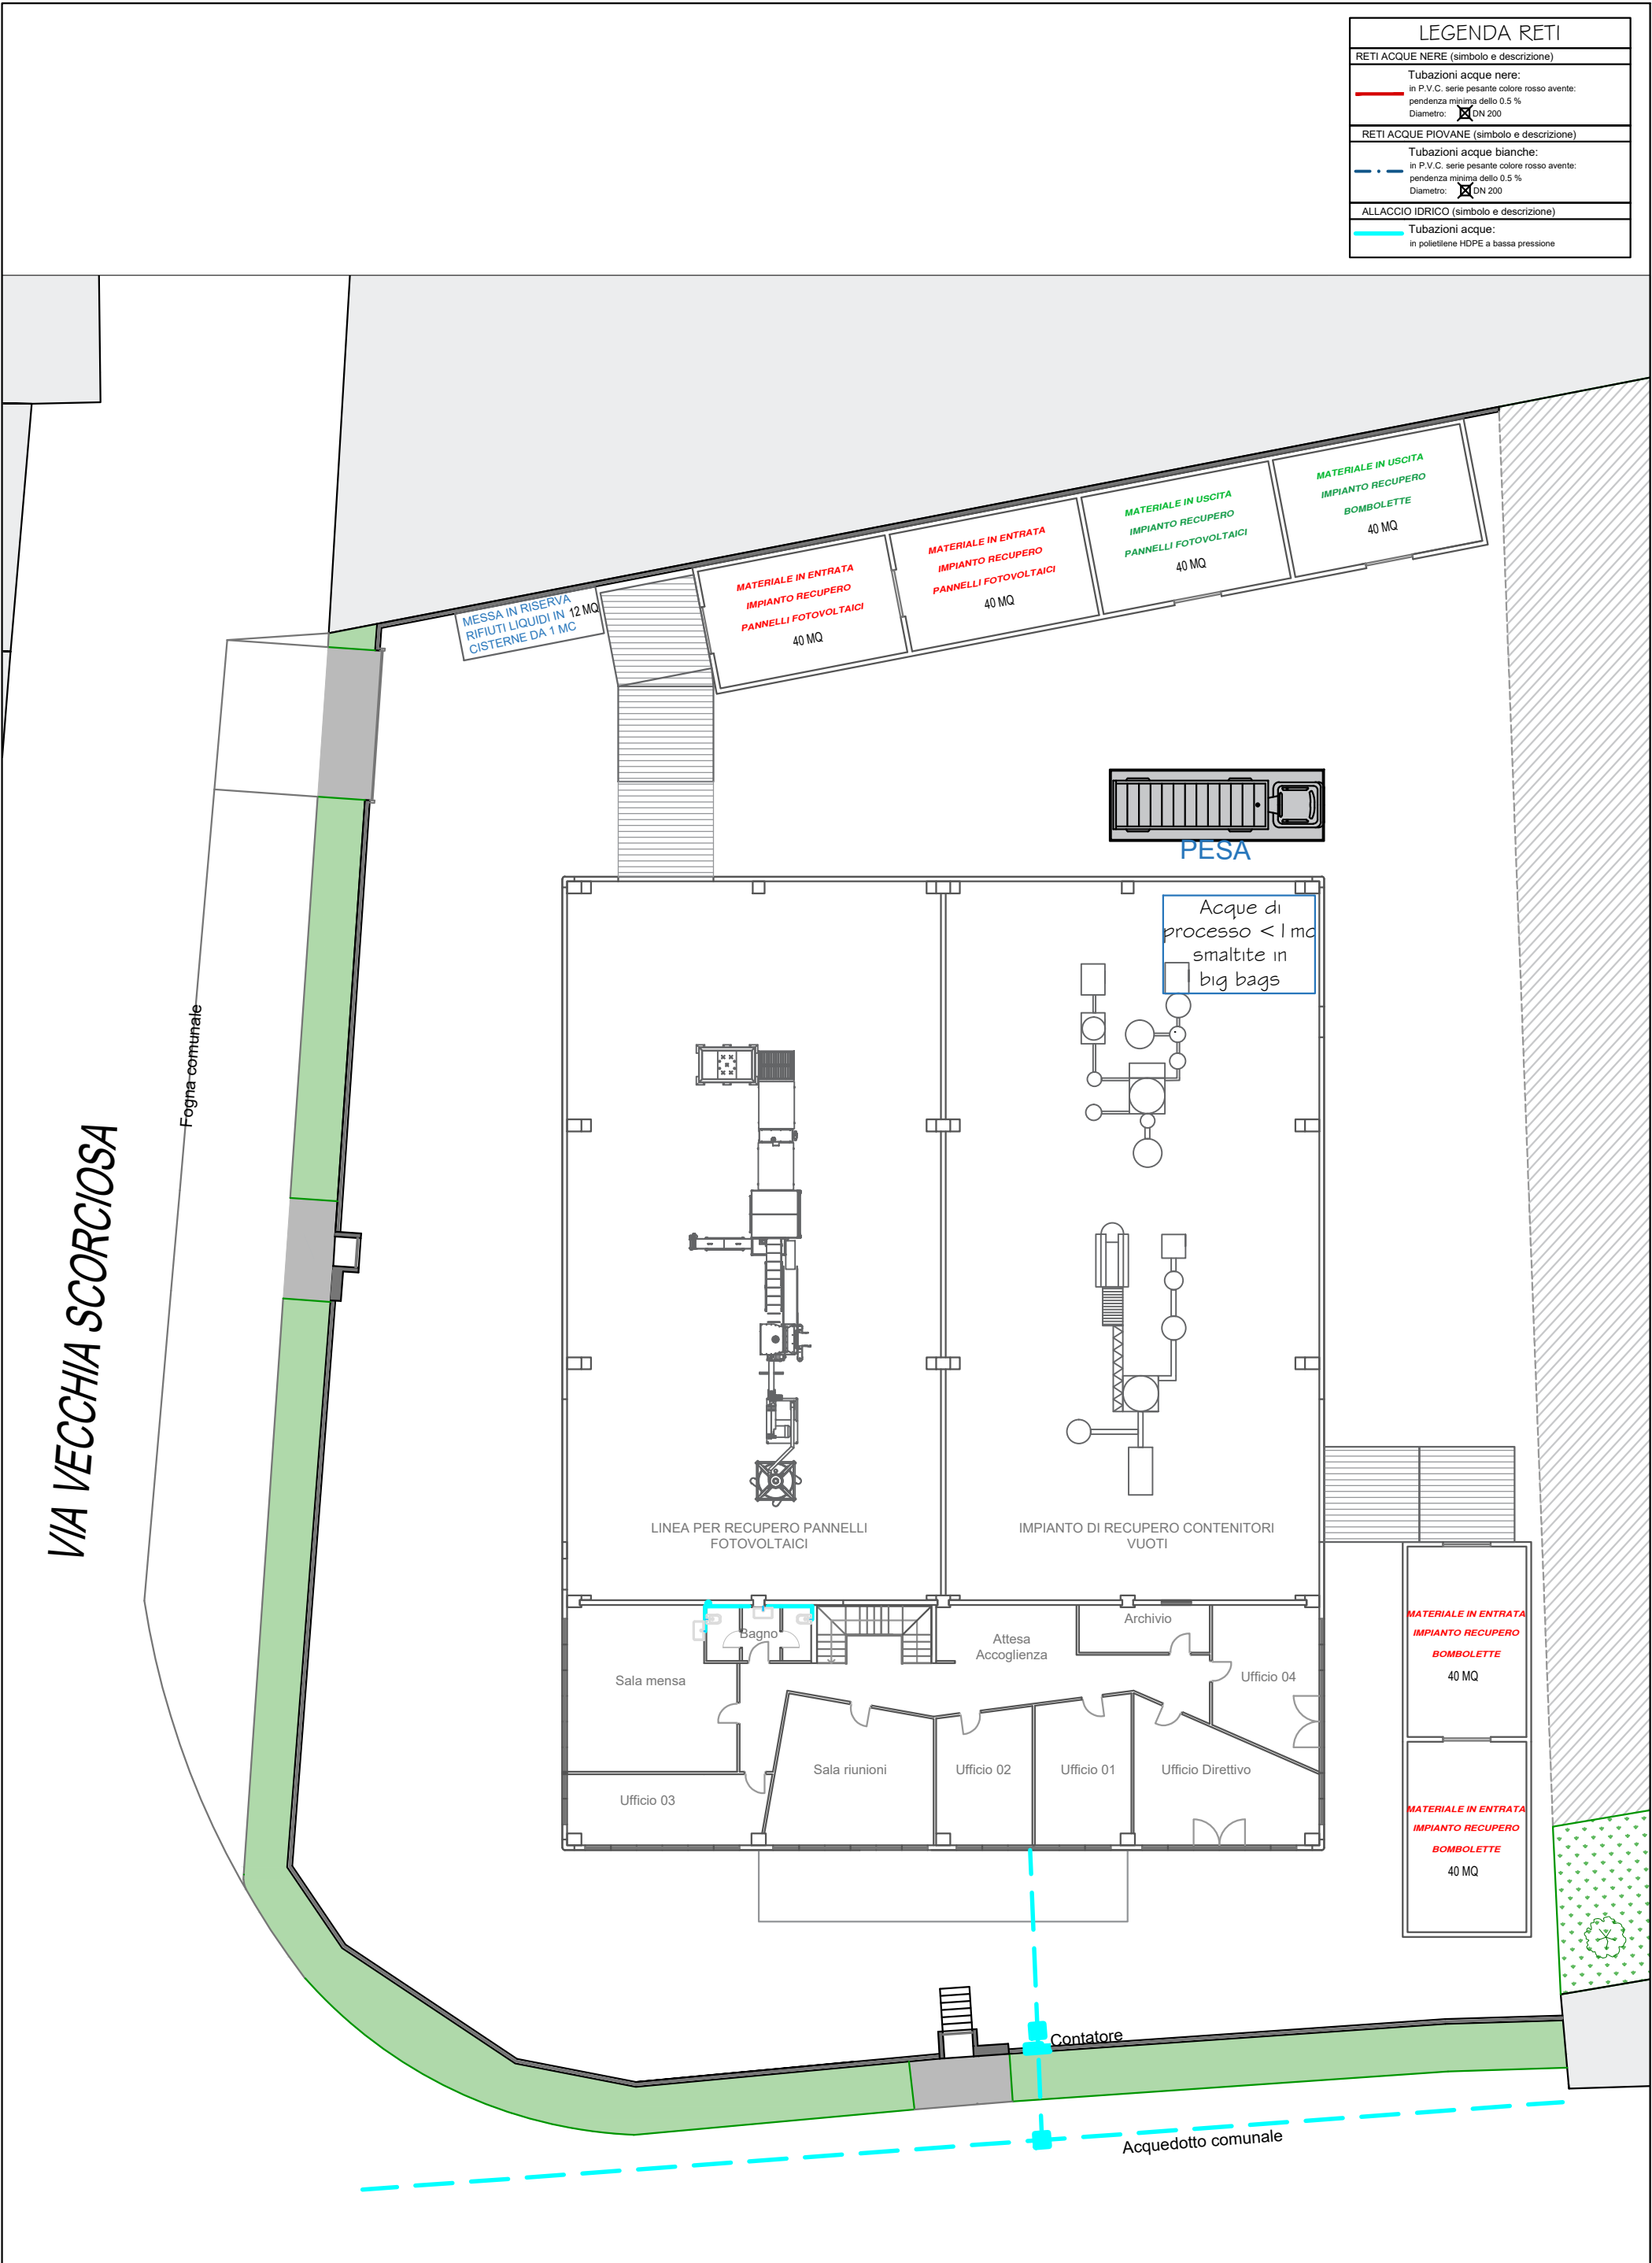 LEGENDA RETI
RETI ACQUE NERE (simbolo e descrizione)
Tubazioni acque nere:
in P.V.C. serie pesante colore rosso avente:
pendenza minima dello 0.5 %
Diametro: DN 200
RETI ACQUE PIOVANE (simbolo e descrizione)
Tubazioni acque bianche:
in P.V.C. serie pesante colore rosso avente:
pendenza minima dello 0.5 %
Diametro: DN 200
ALLACCIO IDRICO (simbolo e descrizione)
Tubazioni acque:
in polietilene HDPE a bassa pressione
MATERIALE IN USCITA
IMPIANTO RECUPERO
BOMBOLETTE
40 MQ
MATERIALE IN USCITA
IMPIANTO RECUPERO
PANNELLI FOTOVOLTAICI
40 MQ
MATERIALE IN ENTRATA
IMPIANTO RECUPERO
PANNELLI FOTOVOLTAICI
40 MQ
MATERIALE IN ENTRATA
IMPIANTO RECUPERO
PANNELLI FOTOVOLTAICI
40 MQ
MESSA IN RISERVA
RIFIUTI LIQUIDI IN 12 MQ
CISTERNE DA 1 MC
PESA
Acque di
processo < 1 mc
smaltite in
big bags
Fogna comunale
VIA VECCHIA SCORCIOSA
LINEA PER RECUPERO PANNELLI
FOTOVOLTAICI
IMPIANTO DI RECUPERO CONTENITORI
VUOTI
Bagno
Archivio
Attesa
Accoglienza
Sala mensa
Ufficio 04
Sala riunioni
Ufficio 02
Ufficio 01
Ufficio Direttivo
Ufficio 03
MATERIALE IN ENTRATA
IMPIANTO RECUPERO
BOMBOLETTE
40 MQ
MATERIALE IN ENTRATA
IMPIANTO RECUPERO
BOMBOLETTE
40 MQ
Contatore
Acquedotto comunale